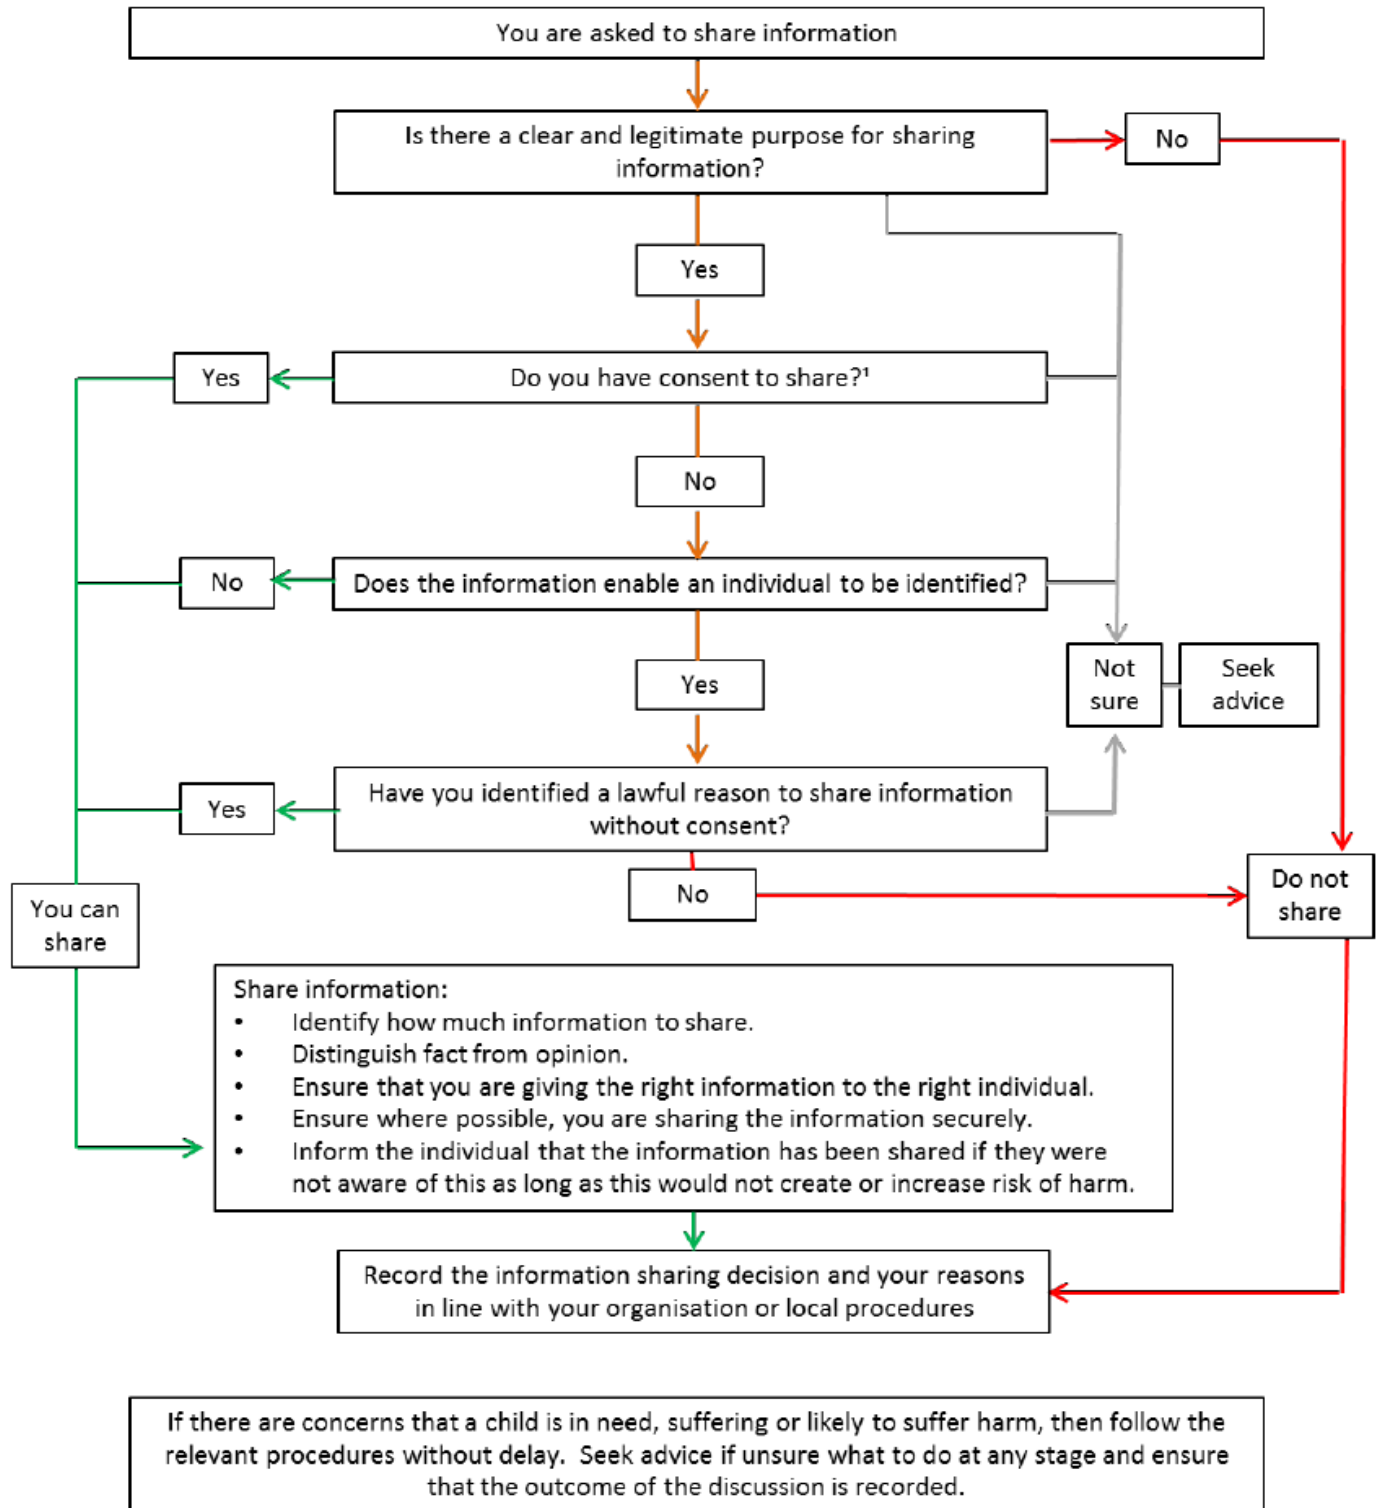 You are asked to share information
Is there a clear and legitimate purpose for sharing
information?
No
Yes
Yes
Do you have consent to share?¹
No
No
Does the information enable an individual to be identified?
Yes
Not
sure
Seek
advice
Yes
Have you identified a lawful reason to share information
without consent?
No
Do not
share
You can
share
Share information:
• Identify how much information to share.
• Distinguish fact from opinion.
• Ensure that you are giving the right information to the right individual.
• Ensure where possible, you are sharing the information securely.
• Inform the individual that the information has been shared if they were
not aware of this as long as this would not create or increase risk of harm.
Record the information sharing decision and your reasons
in line with your organisation or local procedures
If there are concerns that a child is in need, suffering or likely to suffer harm, then follow the
relevant procedures without delay. Seek advice if unsure what to do at any stage and ensure
that the outcome of the discussion is recorded.